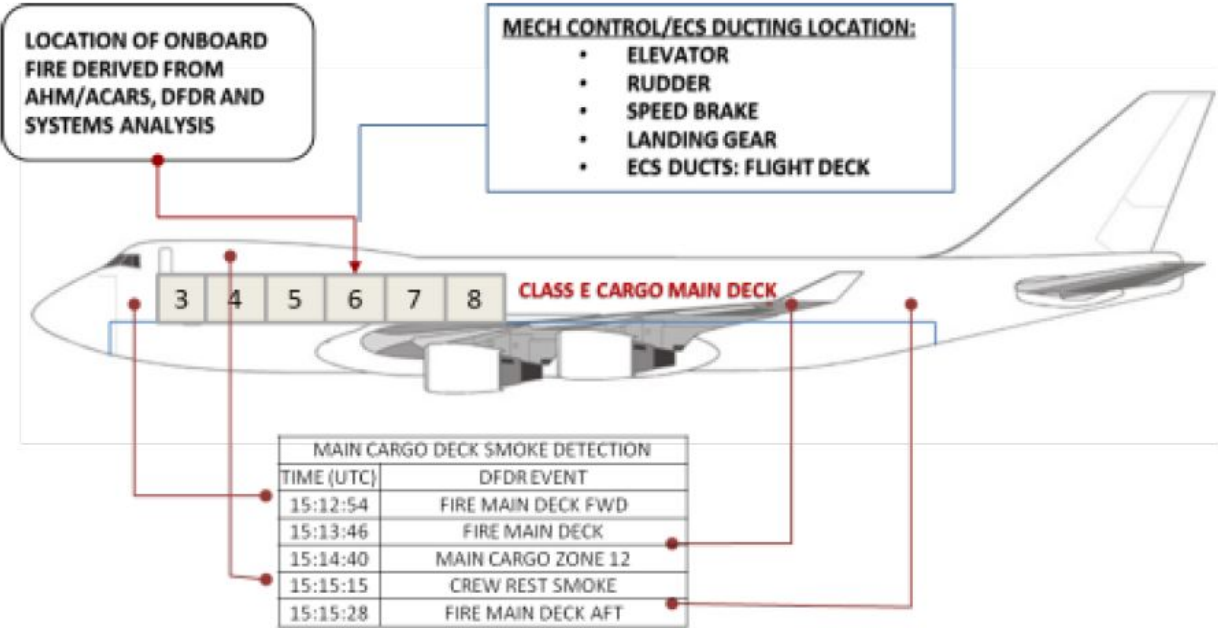 LOCATION OF ONBOARD
FIRE DERIVED FROM
AHM/ACARS, DFDR AND
SYSTEMS ANALYSIS
MECH CONTROL/ECS DUCTING LOCATION:
• ELEVATOR
• RUDDER
• SPEED BRAKE
• LANDING GEAR
• ECS DUCTS: FLIGHT DECK
3 4 5 6 7 8 CLASS E CARGO MAIN DECK
MAIN CARGO DECK SMOKE DETECTION
TIME (UTC) DFDR EVENT
15:12:54 FIRE MAIN DECK FWD
15:13:46 FIRE MAIN DECK
15:14:40 MAIN CARGO ZONE 12
15:15:15 CREW REST SMOKE
15:15:28 FIRE MAIN DECK AFT